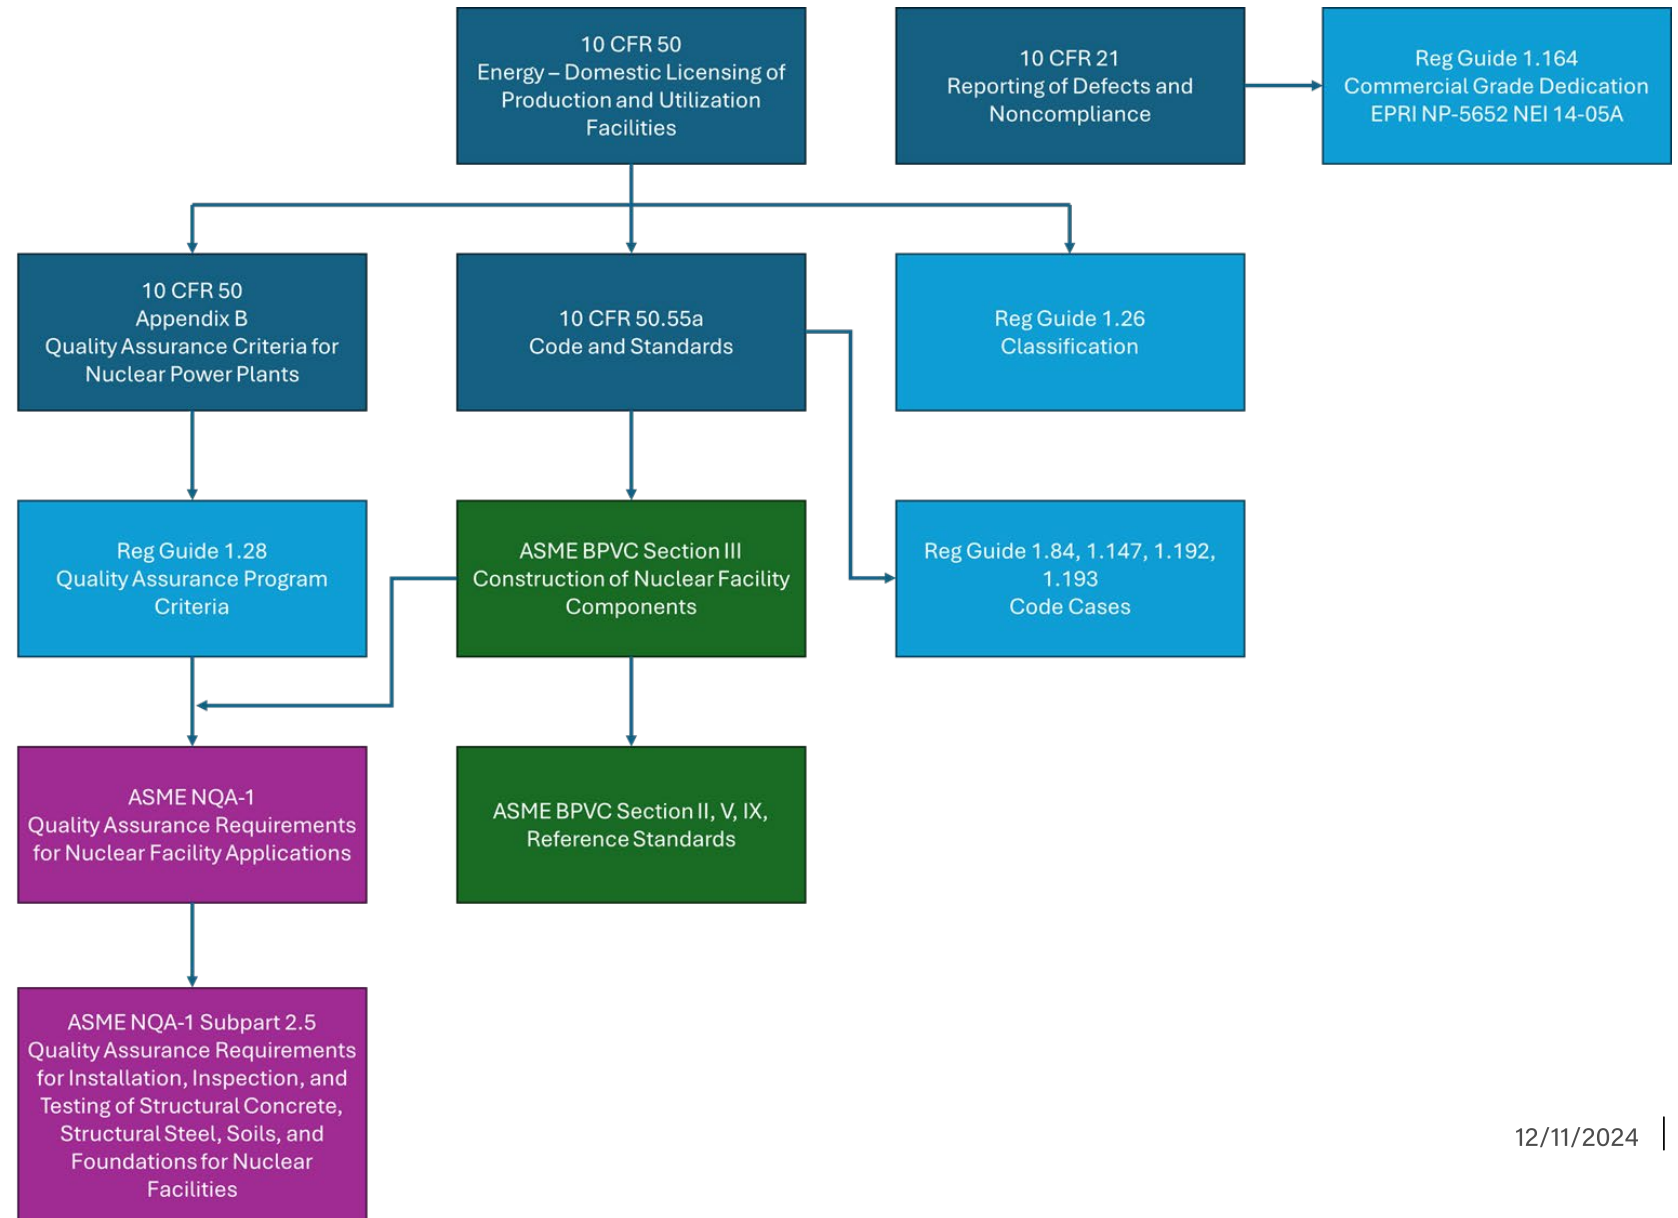 10 CFR 50
Energy – Domestic Licensing of
Production and Utilization
Facilities
10 CFR 21
Reporting of Defects and
Noncompliance
Reg Guide 1.164
Commercial Grade Dedication
EPRI NP-5652 NEI 14-05A
10 CFR 50
Appendix B
Quality Assurance Criteria for
Nuclear Power Plants
10 CFR 50.55a
Code and Standards
Reg Guide 1.26
Classification
Reg Guide 1.28
Quality Assurance Program
Criteria
ASME BPVC Section III
Construction of Nuclear Facility
Components
Reg Guide 1.84, 1.147, 1.192,
1.193
Code Cases
ASME NQA-1
Quality Assurance Requirements
for Nuclear Facility Applications
ASME BPVC Section II, V, IX,
Reference Standards
ASME NQA-1 Subpart 2.5
Quality Assurance Requirements
for Installation, Inspection, and
Testing of Structural Concrete,
Structural Steel, Soils, and
Foundations for Nuclear
Facilities
12/11/2024